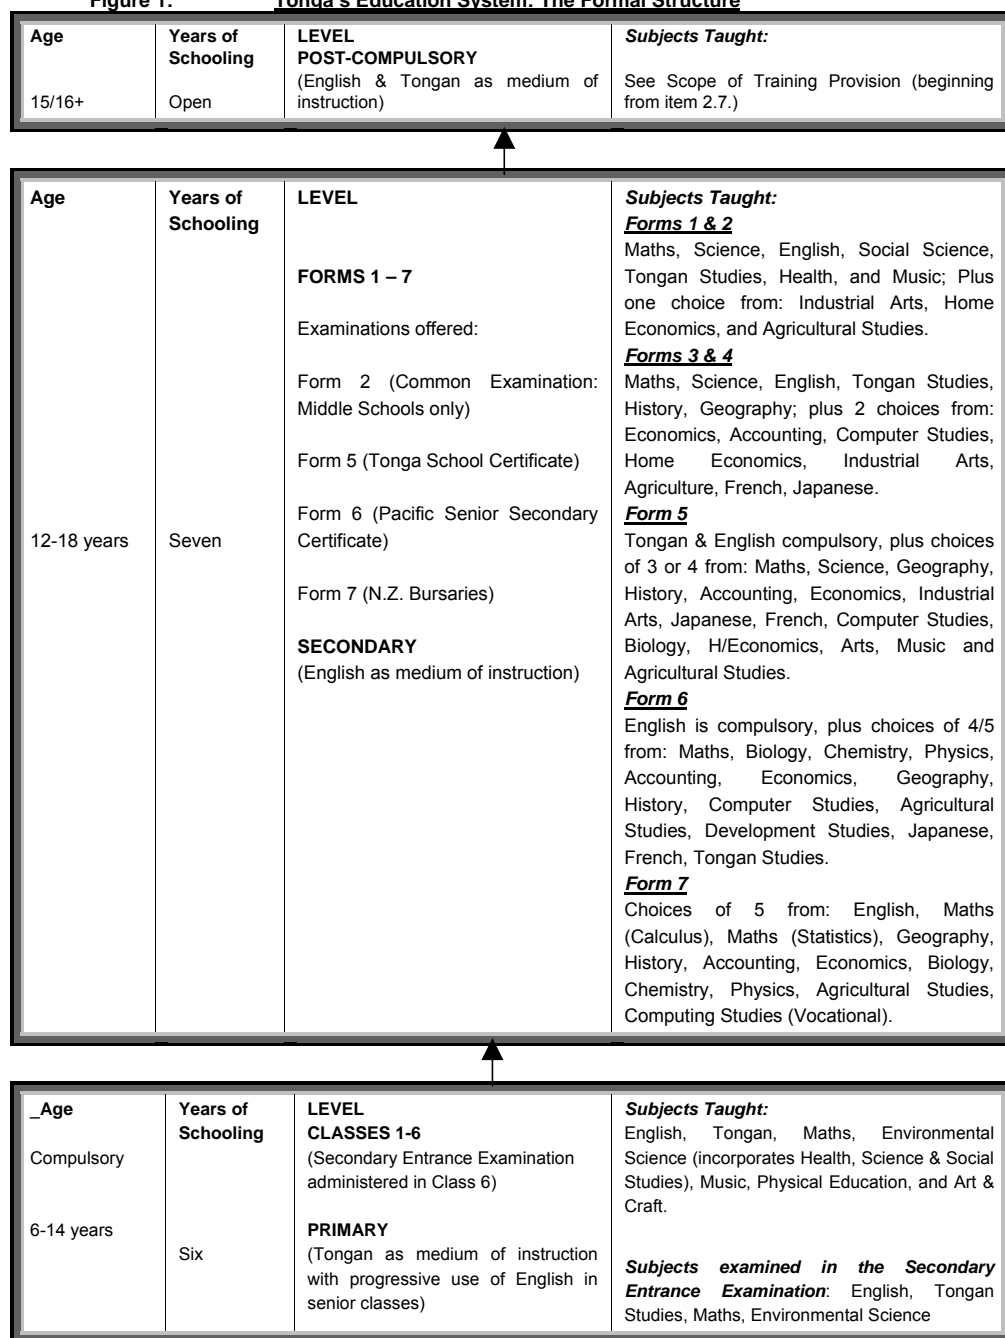 Figure 1: Tonga's Education System: The Formal Structure
Age
15/16+
Years of
Schooling
Open
LEVEL
POST-COMPULSORY
(English & Tongan as medium of
instruction)
Subjects Taught:
See Scope of Training Provision (beginning
from item 2.7.)
Age
12-18 years
Years of
Schooling
Seven
LEVEL
FORMS 1 – 7
Examinations offered:
Form 2 (Common Examination:
Middle Schools only)
Form 5 (Tonga School Certificate)
Form 6 (Pacific Senior Secondary
Certificate)
Form 7 (N.Z. Bursaries)
SECONDARY
(English as medium of instruction)
Subjects Taught:
Forms 1 & 2
Maths, Science, English, Social Science,
Tongan Studies, Health, and Music; Plus
one choice from: Industrial Arts, Home
Economics, and Agricultural Studies.
Forms 3 & 4
Maths, Science, English, Tongan Studies,
History, Geography; plus 2 choices from:
Economics, Accounting, Computer Studies,
Home Economics, Industrial Arts,
Agriculture, French, Japanese.
Form 5
Tongan & English compulsory, plus choices
of 3 or 4 from: Maths, Science, Geography,
History, Accounting, Economics, Industrial
Arts, Japanese, French, Computer Studies,
Biology, H/Economics, Arts, Music and
Agricultural Studies.
Form 6
English is compulsory, plus choices of 4/5
from: Maths, Biology, Chemistry, Physics,
Accounting, Economics, Geography,
History, Computer Studies, Agricultural
Studies, Development Studies, Japanese,
French, Tongan Studies.
Form 7
Choices of 5 from: English, Maths
(Calculus), Maths (Statistics), Geography,
History, Accounting, Economics, Biology,
Chemistry, Physics, Agricultural Studies,
Computing Studies (Vocational).
_Age
Compulsory
6-14 years
Years of
Schooling
Six
LEVEL
CLASSES 1-6
(Secondary Entrance Examination
administered in Class 6)
PRIMARY
(Tongan as medium of instruction
with progressive use of English in
senior classes)
Subjects Taught:
English, Tongan, Maths, Environmental
Science (incorporates Health, Science & Social
Studies), Music, Physical Education, and Art &
Craft.
Subjects examined in the Secondary
Entrance Examination: English, Tongan
Studies, Maths, Environmental Science